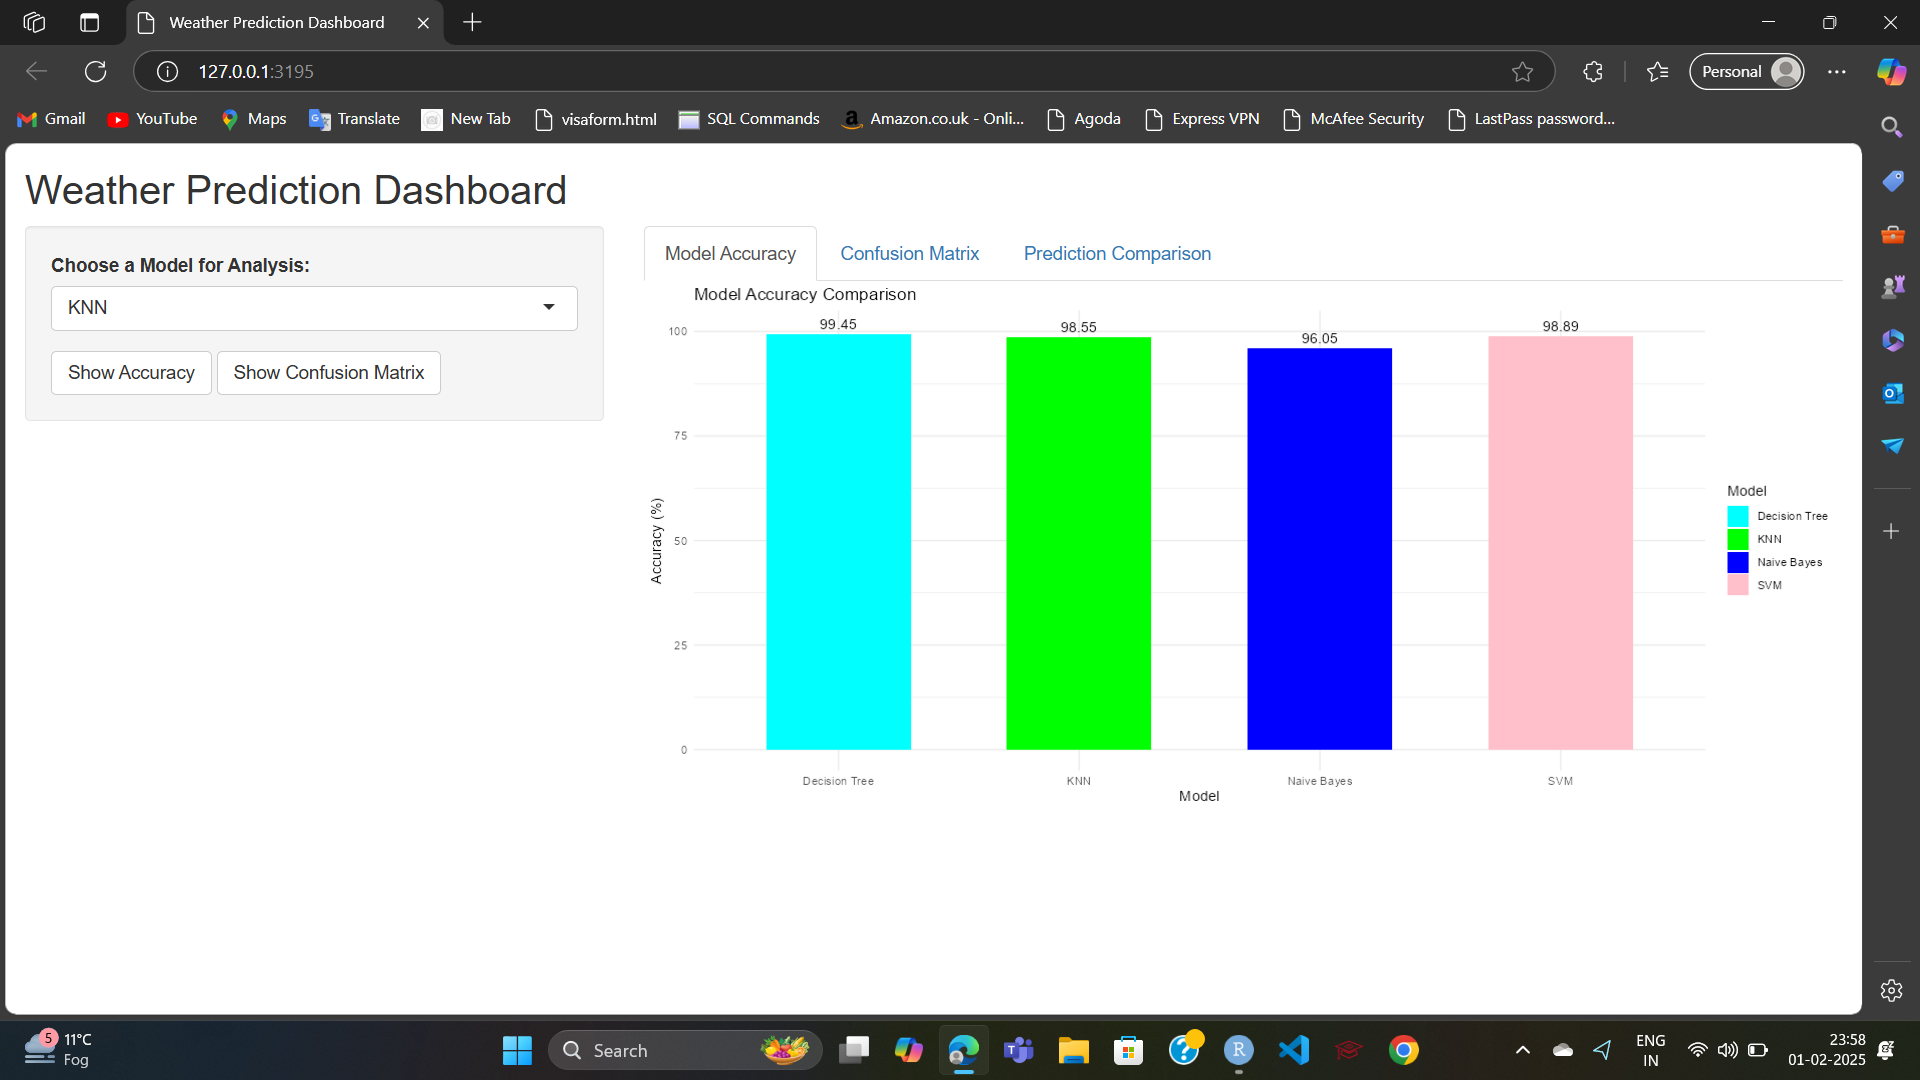 Weather Prediction Dashboard
127.0.0.1:3195
Personal
Gmail
YouTube
Maps
Translate
New Tab
visaform.html
SQL Commands
Amazon.co.uk - Onli...
Agoda
Express VPN
McAfee Security
LastPass password...
Weather Prediction Dashboard
Choose a Model for Analysis:
KNN
Show Accuracy
Show Confusion Matrix
Model Accuracy
Confusion Matrix
Prediction Comparison
Model Accuracy Comparison
99.45
98.55
96.05
98.89
100
75
50
25
0
Accuracy (%)
Decision Tree
KNN
Naive Bayes
SVM
Model
Model
Decision Tree
KNN
Naive Bayes
SVM
5
11°C
Fog
Search
ENG
IN
23:58
01-02-2025